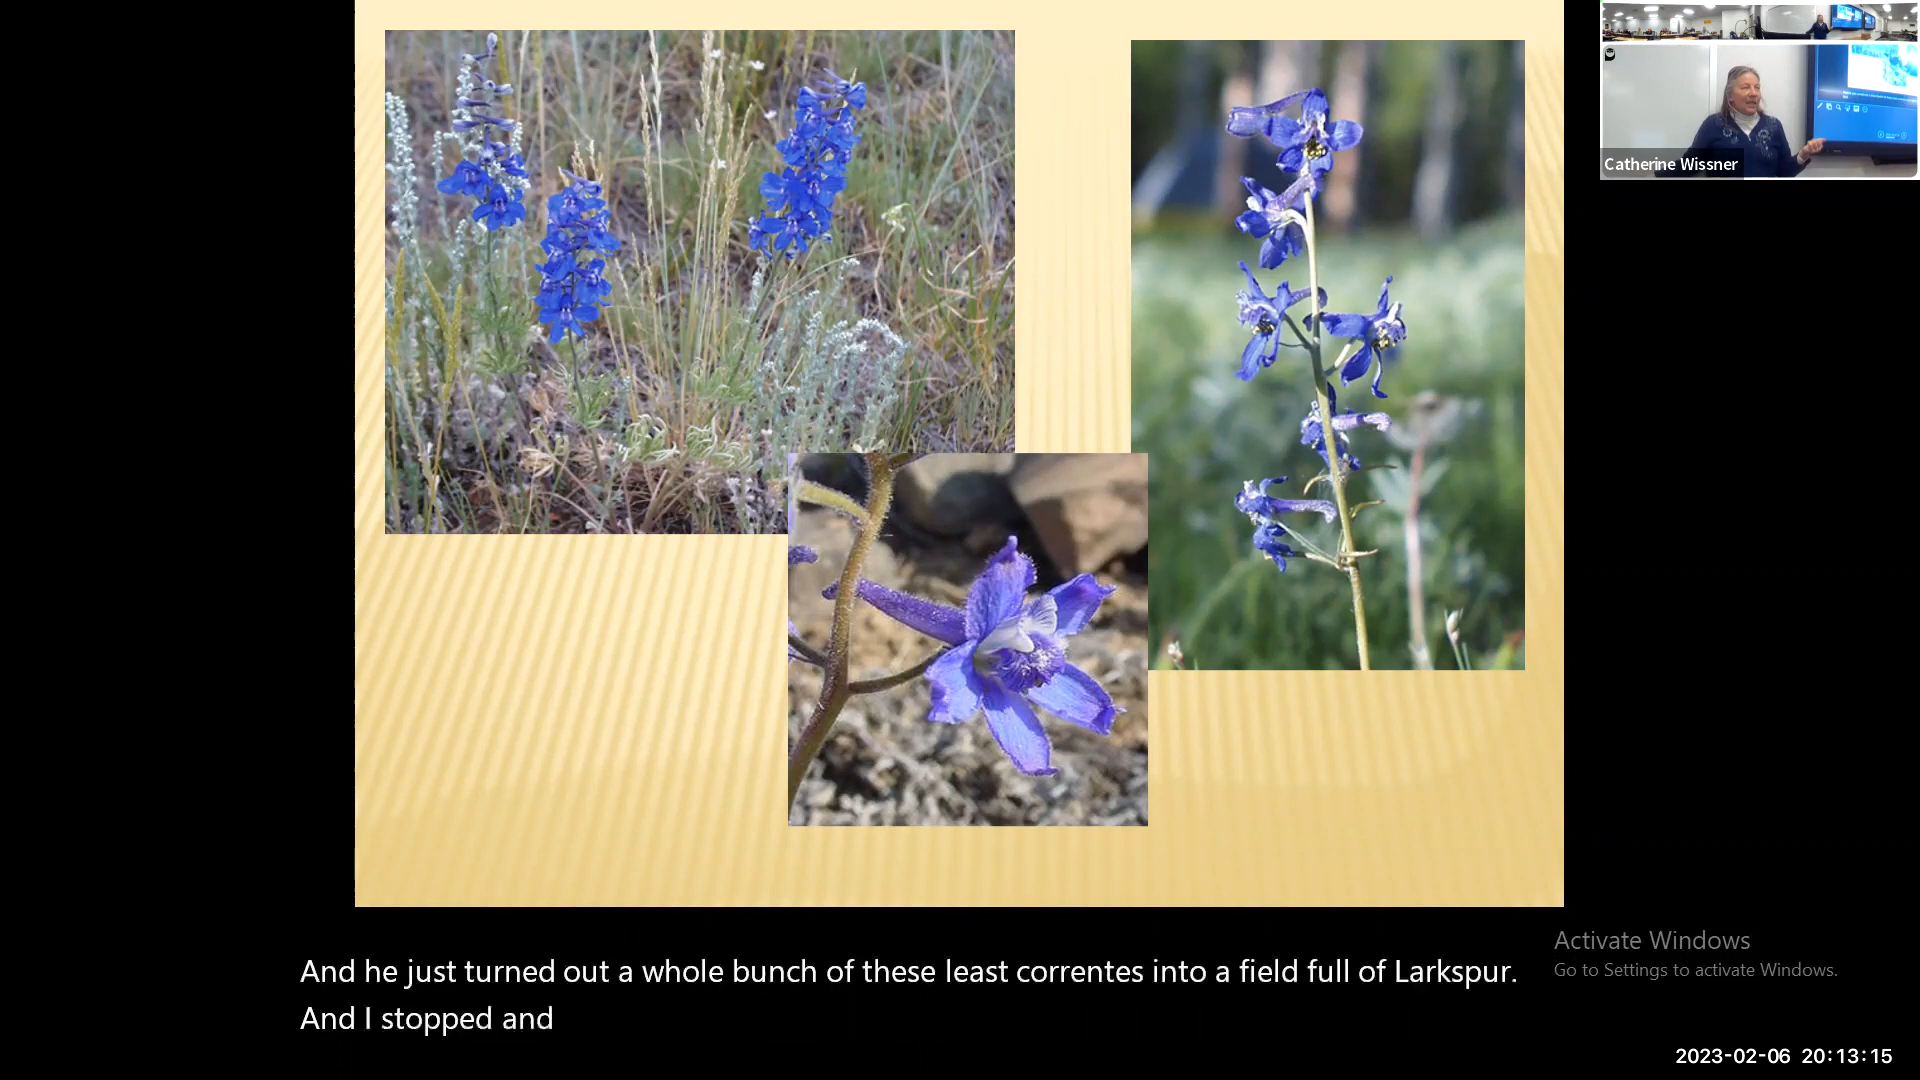 Catherine Wissner
And he just turned out a whole bunch of these least correntes into a field full of Larkspur.
And I stopped and
Activate Windows
Go to Settings to activate Windows.
2023-02-06 20:13:15